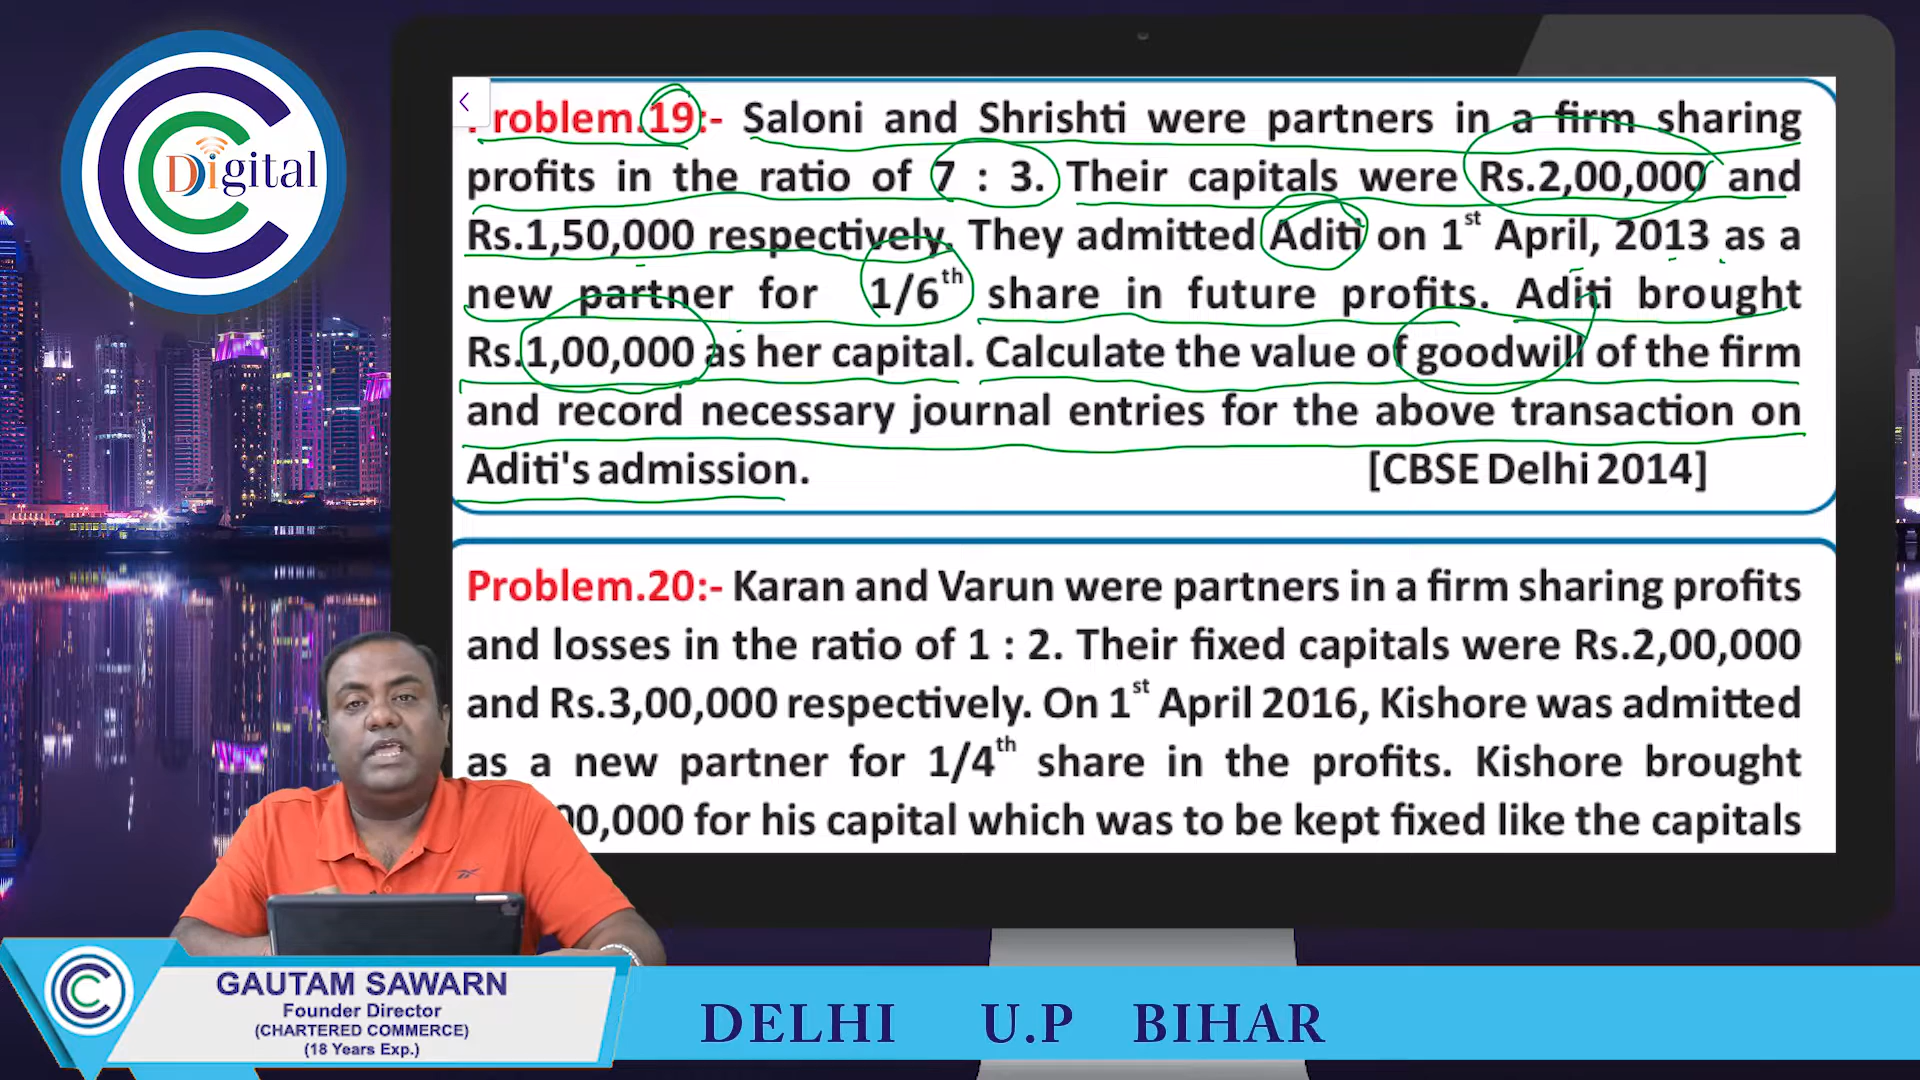 Digital
Problem.19:- Saloni and Shrishti were partners in a firm sharing
profits in the ratio of 7 : 3. Their capitals were Rs.2,00,000 and
Rs.1,50,000 respectively. They admitted Aditi on 1st April, 2013 as a
new partner for 1/6th share in future profits. Aditi brought
Rs.1,00,000 as her capital. Calculate the value of goodwill of the firm
and record necessary journal entries for the above transaction on
Aditi's admission. [CBSE Delhi 2014]
Problem.20:- Karan and Varun were partners in a firm sharing profits
and losses in the ratio of 1 : 2. Their fixed capitals were Rs.2,00,000
and Rs.3,00,000 respectively. On 1st April 2016, Kishore was admitted
as a new partner for 1/4th share in the profits. Kishore brought
00,000 for his capital which was to be kept fixed like the capitals
GAUTAM SAWARN
Founder Director
(CHARTERED COMMERCE)
(18 Years Exp.)
DELHI U.P BIHAR